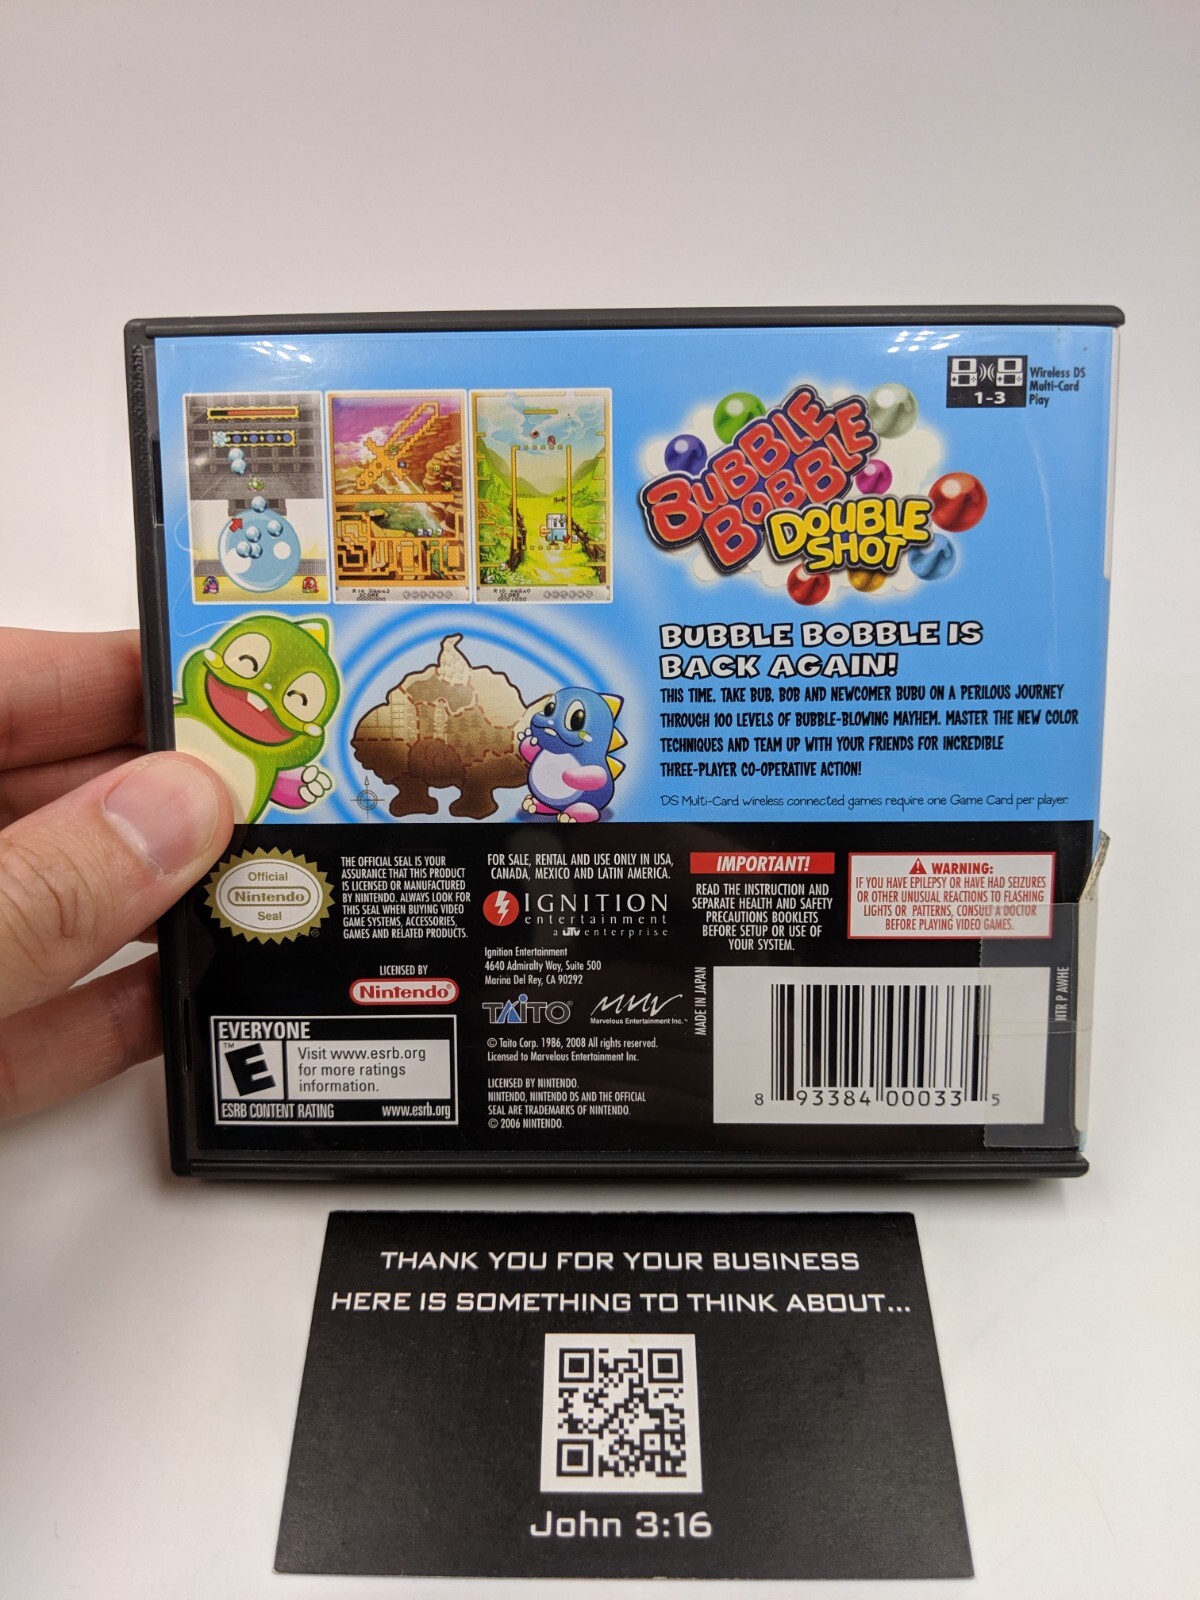 Wireless DS
Multi-Card
Play
1-3
BUBBLE
BOBBLE
DOUBLE
SHOT
BUBBLE BOBBLE IS
BACK AGAIN!
THIS TIME, TAKE BUB, BOB AND NEWCOMER BUBU ON A PERILOUS JOURNEY
THROUGH 100 LEVELS OF BUBBLE-BLOWING MAYHEM. MASTER THE NEW COLOR
TECHNIQUES AND TEAM UP WITH YOUR FRIENDS FOR INCREDIBLE
THREE-PLAYER CO-OPERATIVE ACTION!
DS Multi-Card wireless connected games require one Game Card per player.
Official
Nintendo
Seal
THE OFFICIAL SEAL IS YOUR
ASSURANCE THAT THIS PRODUCT
IS LICENSED OR MANUFACTURED
BY NINTENDO. ALWAYS LOOK FOR
THIS SEAL WHEN BUYING VIDEO
GAME SYSTEMS, ACCESSORIES,
GAMES AND RELATED PRODUCTS.
LICENSED BY
Nintendo®
EVERYONE
E
Visit www.esrb.org
for more ratings
information.
ESRB CONTENT RATING www.esrb.org
FOR SALE, RENTAL AND USE ONLY IN USA,
CANADA, MEXICO AND LATIN AMERICA.
IGNITION
entertainment
a UTV enterprise
Ignition Entertainment
4640 Admiralty Way, Suite 500
Marina Del Rey, CA 90292
TAITO®
MMV
Marvelous Entertainment Inc.™
© Taito Corp. 1986, 2008 All rights reserved.
Licensed to Marvelous Entertainment Inc.
LICENSED BY NINTENDO.
NINTENDO, NINTENDO DS AND THE OFFICIAL
SEAL ARE TRADEMARKS OF NINTENDO.
© 2006 NINTENDO.
IMPORTANT!
READ THE INSTRUCTION AND
SEPARATE HEALTH AND SAFETY
PRECAUTIONS BOOKLETS
BEFORE SETUP OR USE OF
YOUR SYSTEM.
WARNING:
IF YOU HAVE EPILEPSY OR HAVE HAD SEIZURES
OR OTHER UNUSUAL REACTIONS TO FLASHING
LIGHTS OR PATTERNS, CONSULT A DOCTOR
BEFORE PLAYING VIDEO GAMES.
MADE IN JAPAN
NTR P AWHE
8 93384 00033 5
THANK YOU FOR YOUR BUSINESS
HERE IS SOMETHING TO THINK ABOUT...
John 3:16